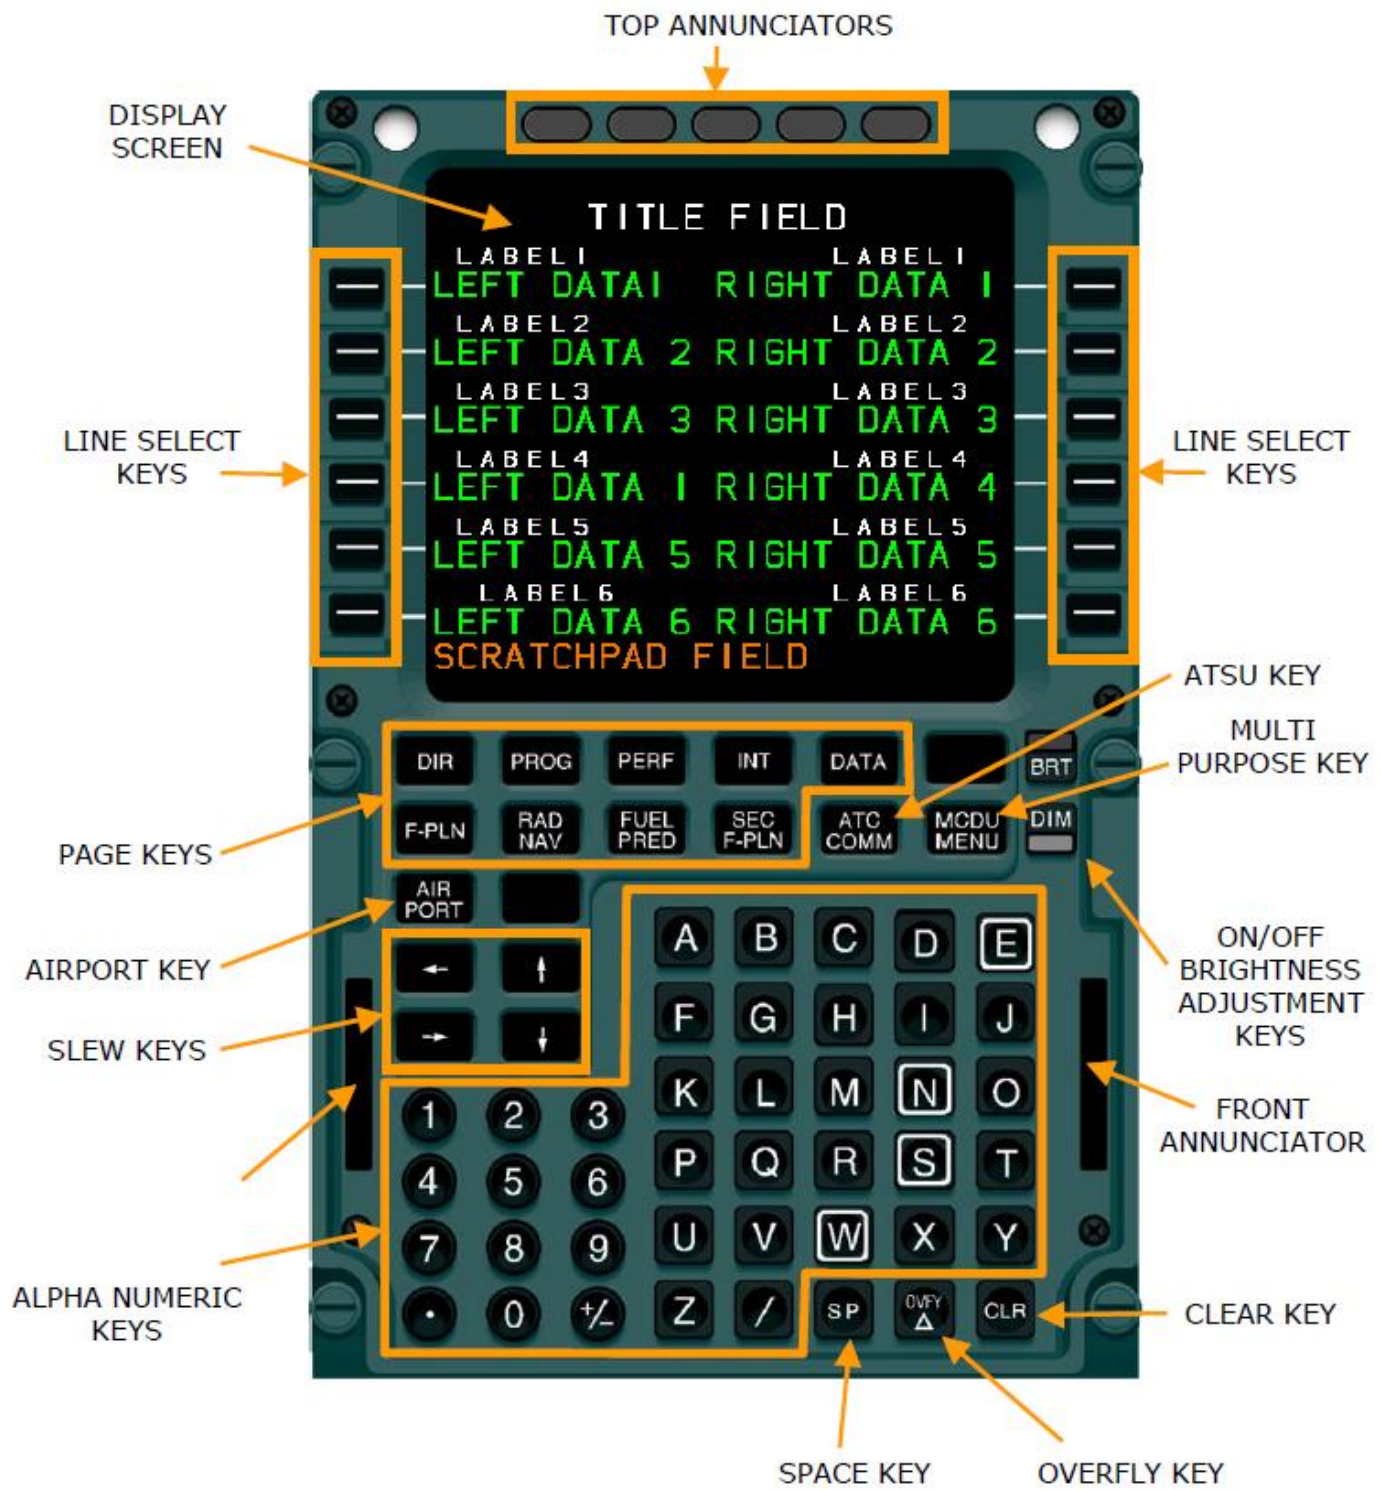 TOP ANNUNCIATORS
DISPLAY
SCREEN
TITLE FIELD
LABEL1 LABEL1
LEFT DATA1 RIGHT DATA 1
LABEL2 LABEL2
LEFT DATA 2 RIGHT DATA 2
LABEL3 LABEL3
LEFT DATA 3 RIGHT DATA 3
LINE SELECT
KEYS
LINE SELECT
KEYS
LABEL4 LABEL4
LEFT DATA 1 RIGHT DATA 4
LABEL5 LABEL5
LEFT DATA 5 RIGHT DATA 5
LABEL6 LABEL6
LEFT DATA 6 RIGHT DATA 6
SCRATCHPAD FIELD
ATSU KEY
MULTI
PURPOSE KEY
DIR PROG PERF INT DATA BRT
F-PLN RAD NAV FUEL PRED SEC F-PLN ATC COMM MCDU MENU DIM
PAGE KEYS
AIR
PORT
AIRPORT KEY
ON/OFF
BRIGHTNESS
ADJUSTMENT
KEYS
← ↑
→ ↓
SLEW KEYS
A B C D E
F G H I J
K L M N O
P Q R S T
U V W X Y
Z / SP OVFY Δ CLR
1 2 3
4 5 6
7 8 9
. 0 +/-
FRONT
ANNUNCIATOR
ALPHA NUMERIC
KEYS
CLEAR KEY
SPACE KEY
OVERFLY KEY